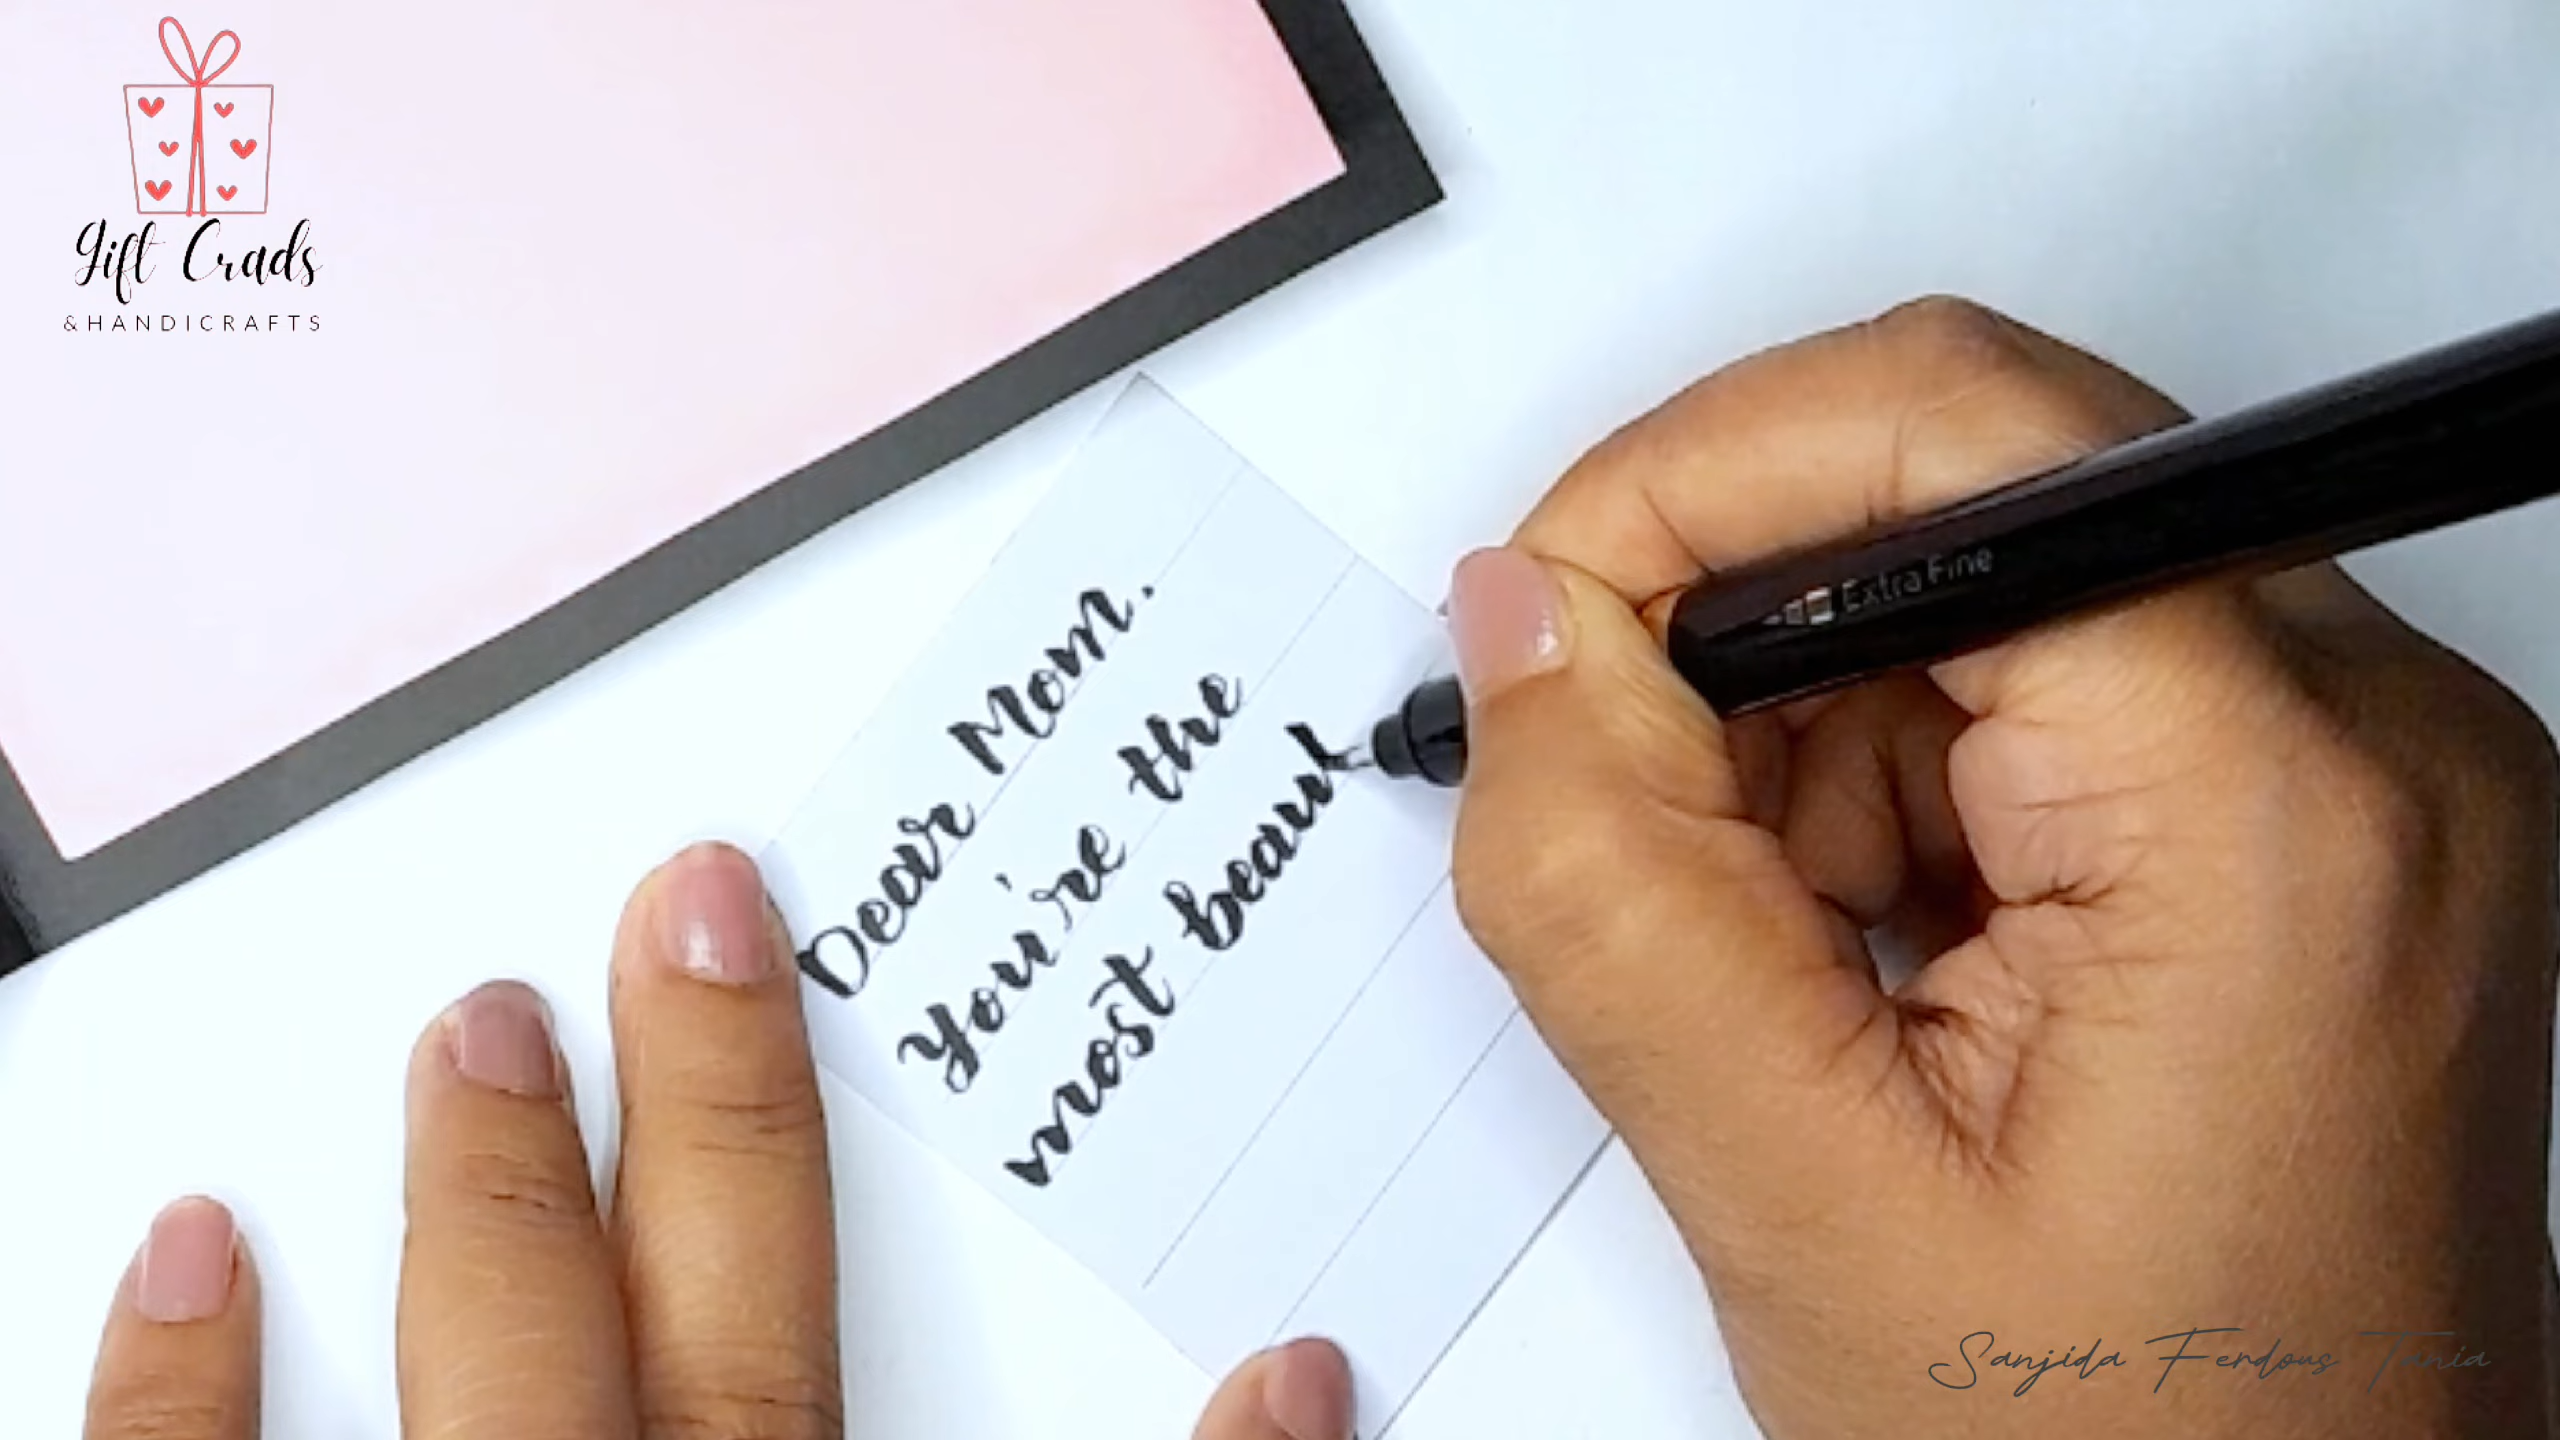 Gift Crads
&HANDICRAFTS
Dear Mom.
You're the
most beaut
Extra Fine
Sanjida Ferdous Tania